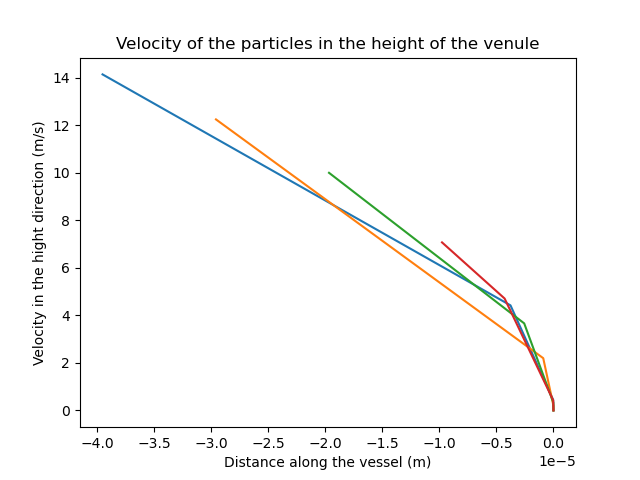 Velocity of the particles in the height of the venule
14
12
10
8
6
4
2
0
Velocity in the hight direction (m/s)
−4.0 −3.5 −3.0 −2.5 −2.0 −1.5 −1.0 −0.5 0.0
1e−5
Distance along the vessel (m)